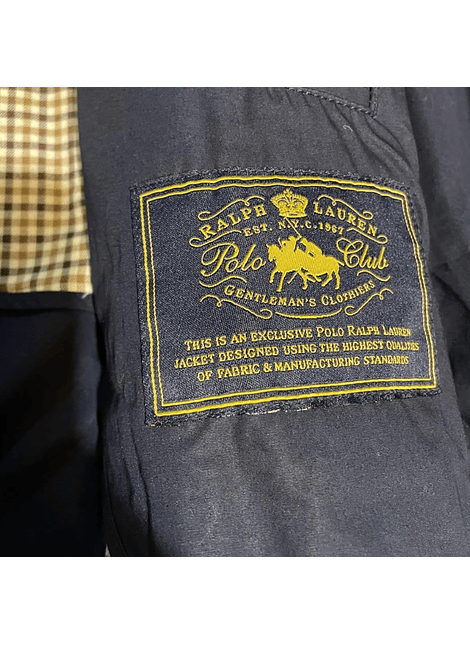 RALPH LAUREN
EST. N.Y.C. 1967
Polo Club
GENTLEMAN'S CLOTHIERS
THIS IS AN EXCLUSIVE POLO RALPH LAUREN
JACKET DESIGNED USING THE HIGHEST QUALITIES
OF FABRIC & MANUFACTURING STANDARDS